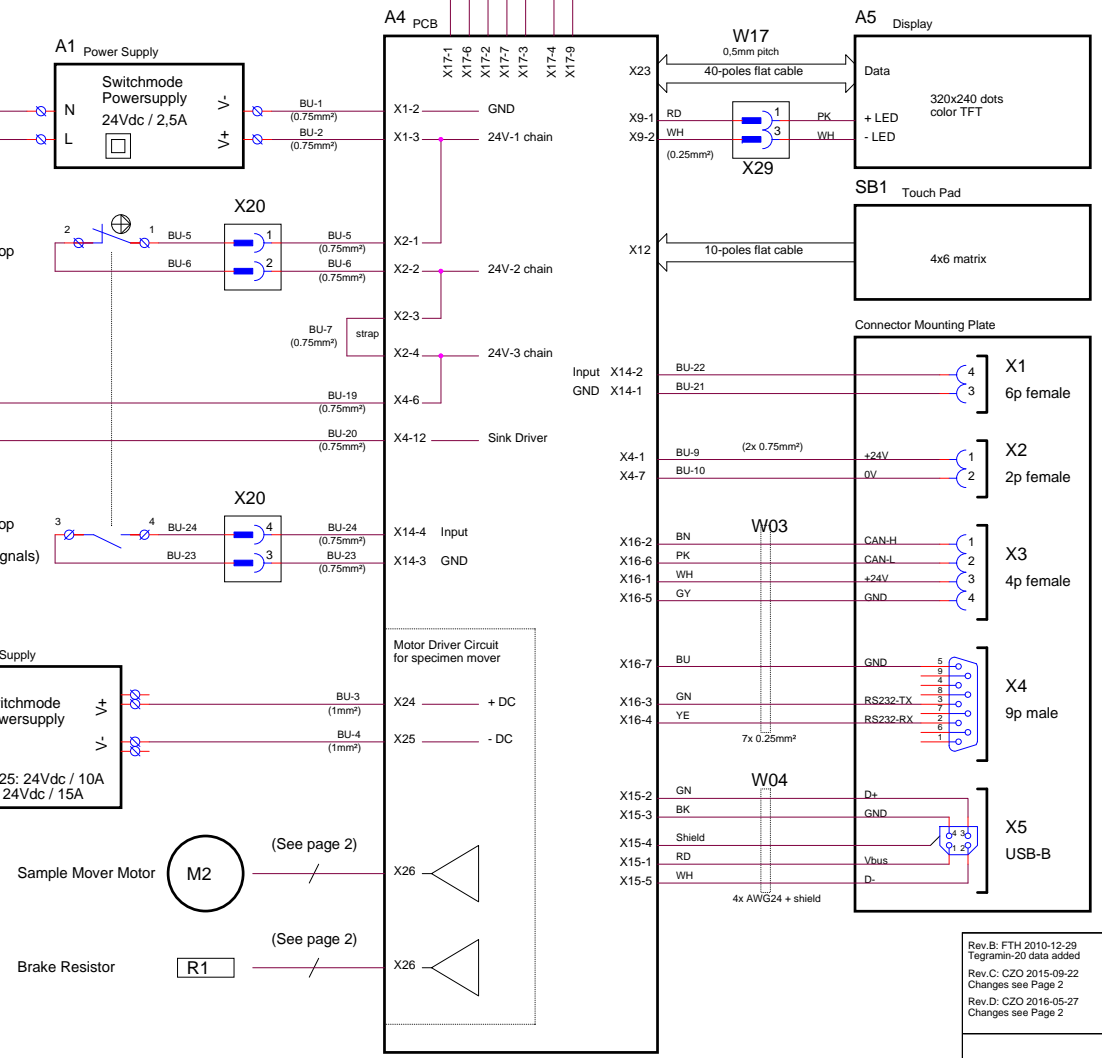 A4 PCB
X17-1
X17-6
X17-2
X17-7
X17-3
X17-4
X17-9
A1 Power Supply
Switchmode
Powersupply
24Vdc / 2,5A
N
L
V-
V+
BU-1
(0.75mm²)
BU-2
(0.75mm²)
X1-2
GND
X1-3
24V-1 chain
X20
2
1
BU-5
BU-6
1
2
BU-5
(0.75mm²)
BU-6
(0.75mm²)
X2-1
X2-2
24V-2 chain
op
BU-7
(0.75mm²)
strap
X2-3
X2-4
24V-3 chain
BU-19
(0.75mm²)
X4-6
BU-20
(0.75mm²)
X4-12
Sink Driver
X20
op
gnals)
3
4
BU-24
BU-23
4
3
BU-24
(0.75mm²)
BU-23
(0.75mm²)
X14-4 Input
X14-3 GND
Supply
itchmode
wersupply
V+
V-
25: 24Vdc / 10A
24Vdc / 15A
BU-3
(1mm²)
BU-4
(1mm²)
Motor Driver Circuit
for specimen mover
X24
+ DC
X25
- DC
Sample Mover Motor
M2
(See page 2)
X26
Brake Resistor
R1
(See page 2)
X26
A5 Display
W17
0,5mm pitch
X23
40-poles flat cable
Data
320x240 dots
color TFT
X9-1
RD
1
PK
+ LED
X9-2
WH
3
WH
- LED
(0.25mm²)
X29
SB1 Touch Pad
X12
10-poles flat cable
4x6 matrix
Connector Mounting Plate
Input X14-2
BU-22
4
GND X14-1
BU-21
3
X1
6p female
X4-1
BU-9
(2x 0.75mm²)
+24V
1
X4-7
BU-10
0V
2
X2
2p female
W03
X16-2
BN
CAN-H
1
X16-6
PK
CAN-L
2
X16-1
WH
+24V
3
X16-5
GY
GND
4
X3
4p female
X16-7
BU
GND
X16-3
GN
RS232-TX
X16-4
YE
RS232-RX
5
9
4
8
3
7
2
6
1
X4
9p male
7x 0.25mm²
W04
X15-2
GN
D+
X15-3
BK
GND
X15-4
Shield
X15-1
RD
Vbus
X15-5
WH
D-
4 3
1 2
X5
USB-B
4x AWG24 + shield
Rev.B: FTH 2010-12-29
Tegramin-20 data added
Rev.C: CZO 2015-09-22
Changes see Page 2
Rev.D: CZO 2016-05-27
Changes see Page 2